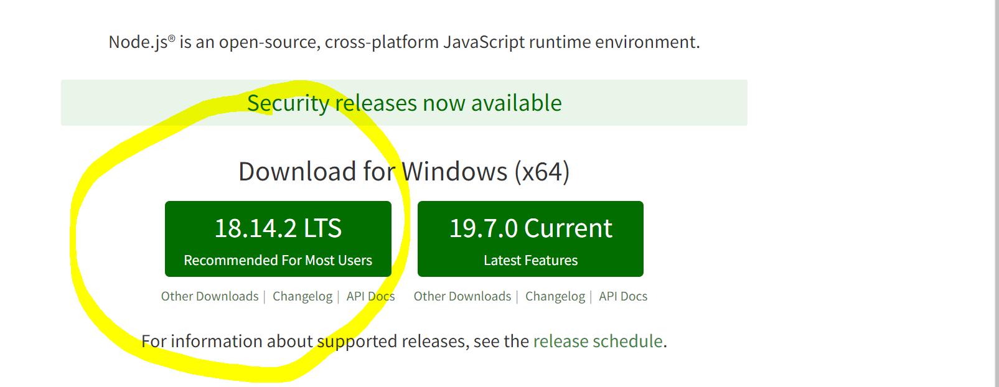 Node.js® is an open-source, cross-platform JavaScript runtime environment.
Security releases now available
Download for Windows (x64)
18.14.2 LTS
Recommended For Most Users
19.7.0 Current
Latest Features
Other Downloads | Changelog | API Docs
Other Downloads | Changelog | API Docs
For information about supported releases, see the release schedule.